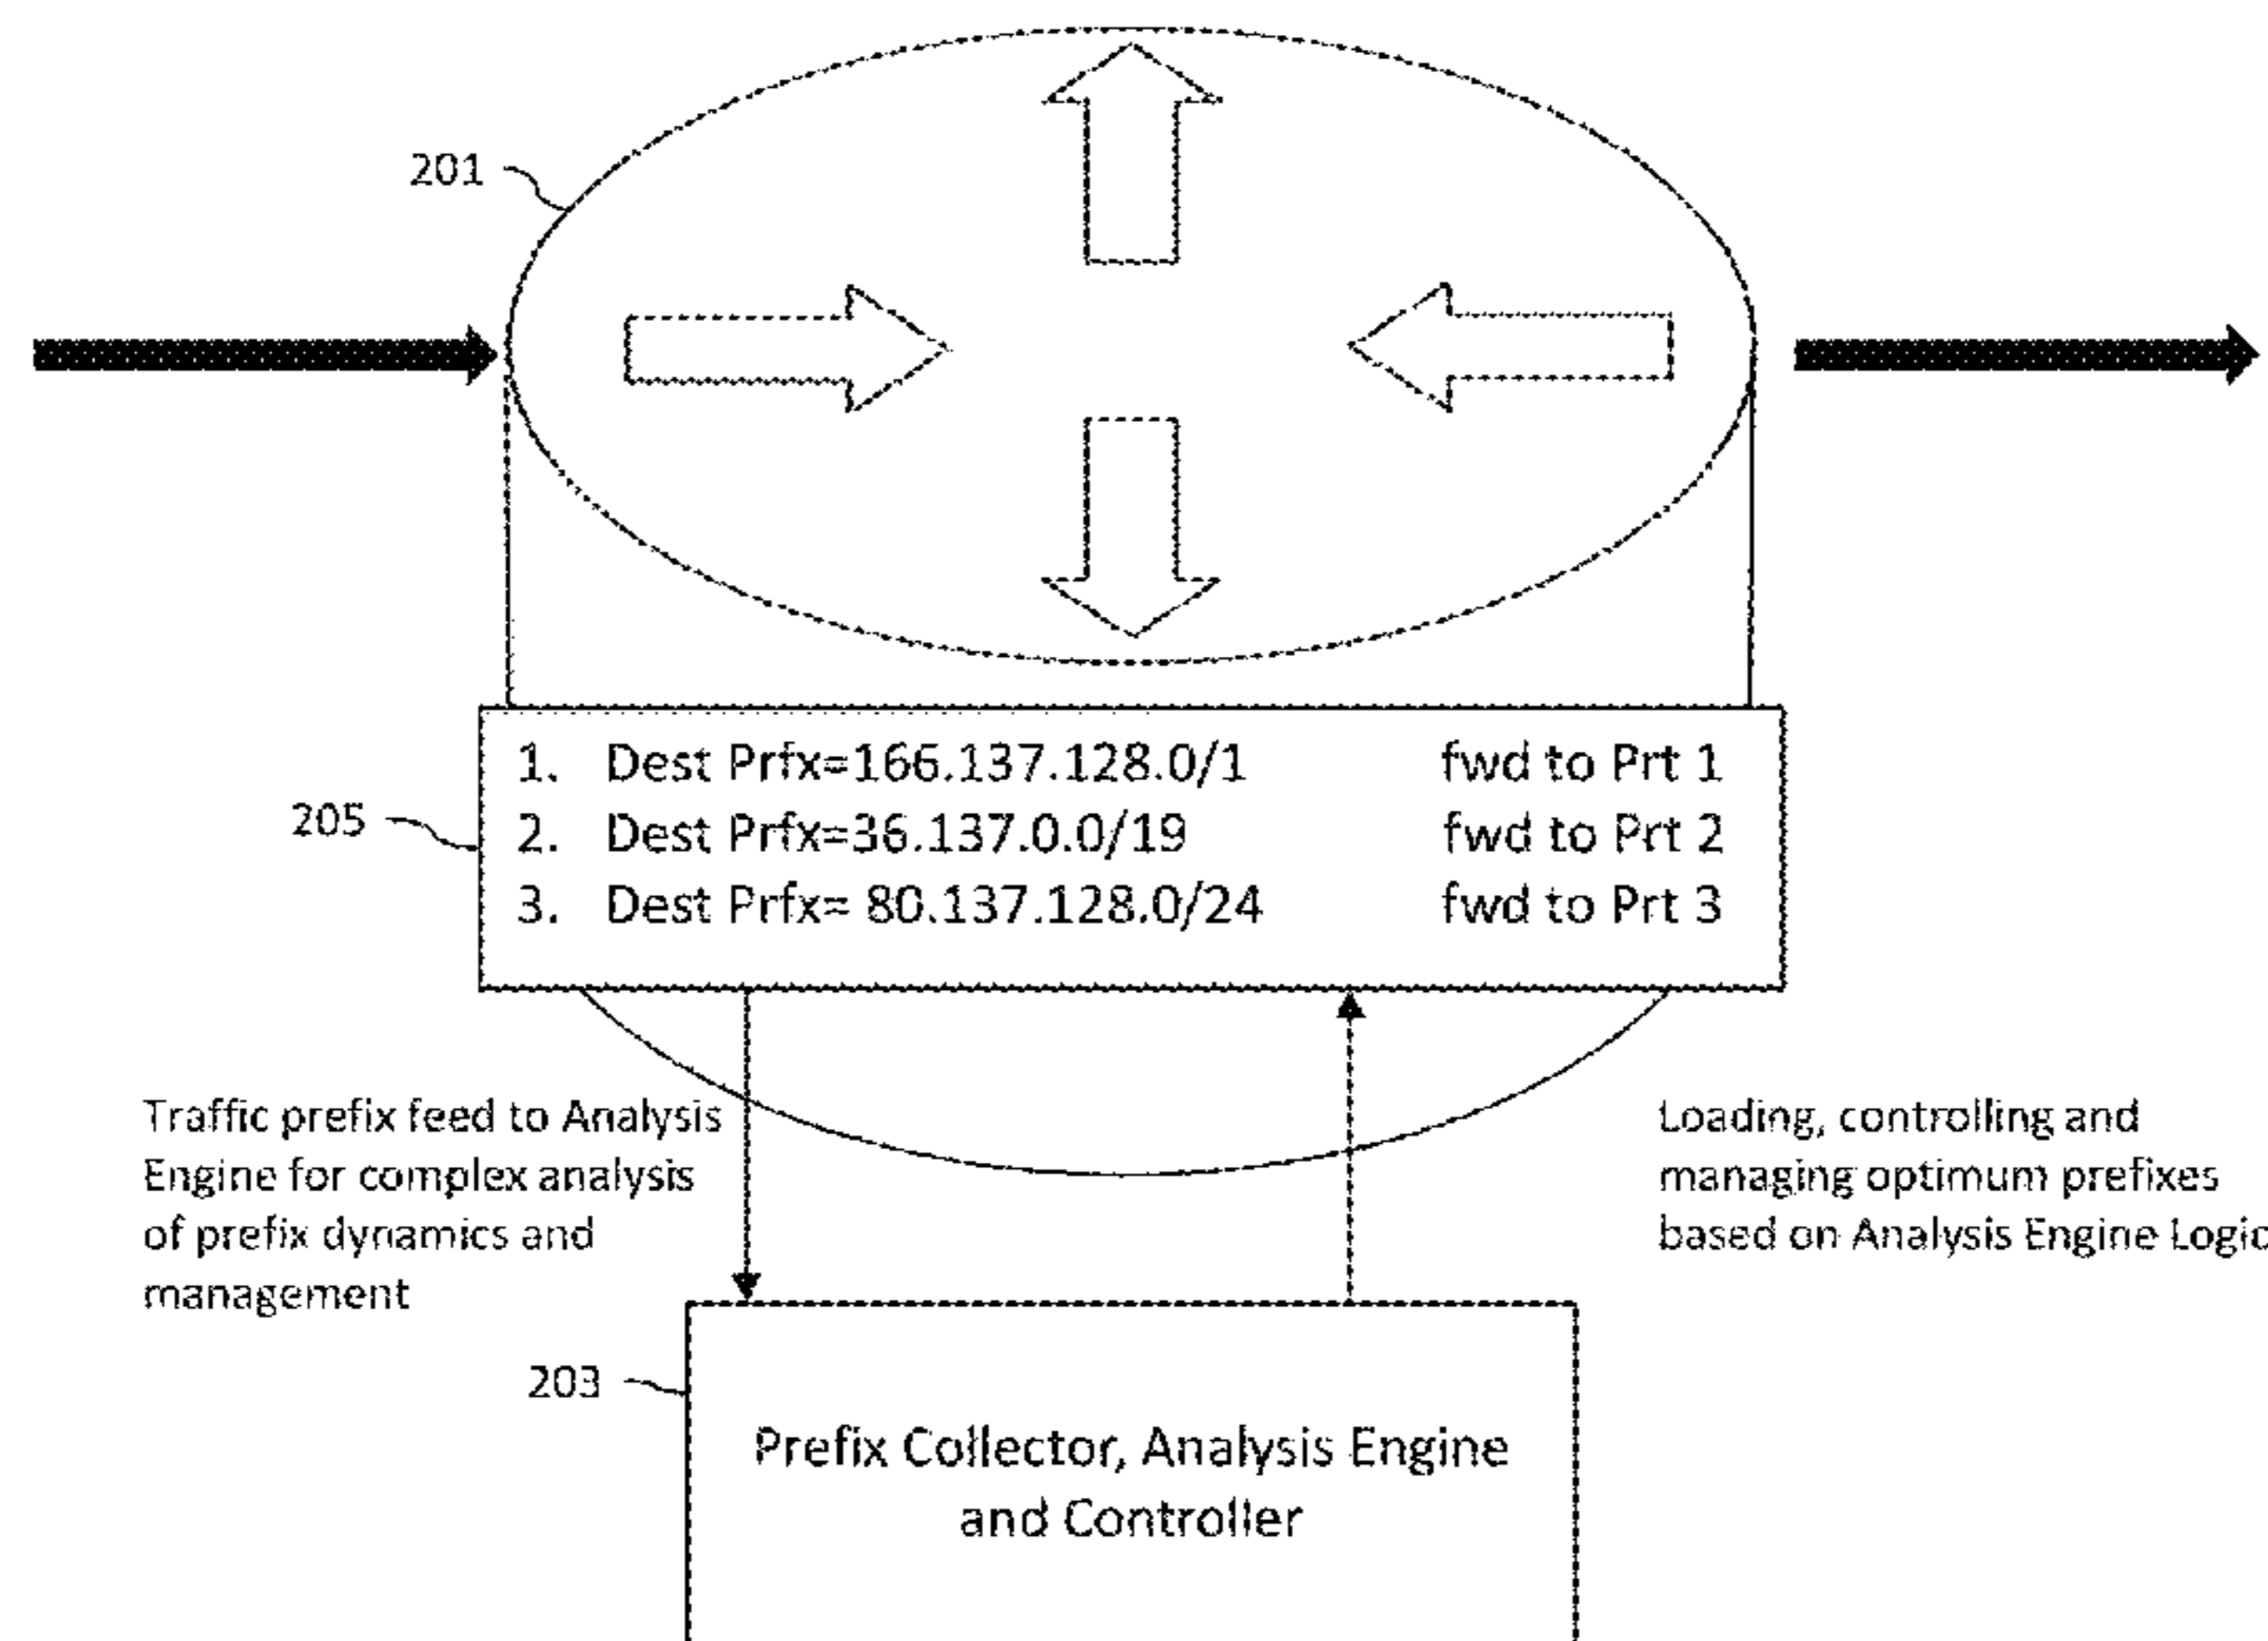 201
1. Dest Prfx=166.137.128.0/1 fwd to Prt 1
205
2. Dest Prfx=36.137.0.0/19 fwd to Prt 2
3. Dest Prfx= 80.137.128.0/24 fwd to Prt 3
Traffic prefix feed to Analysis
Engine for complex analysis
of prefix dynamics and
management
Loading, controlling and
managing optimum prefixes
based on Analysis Engine Logic
203
Prefix Collector, Analysis Engine
and Controller